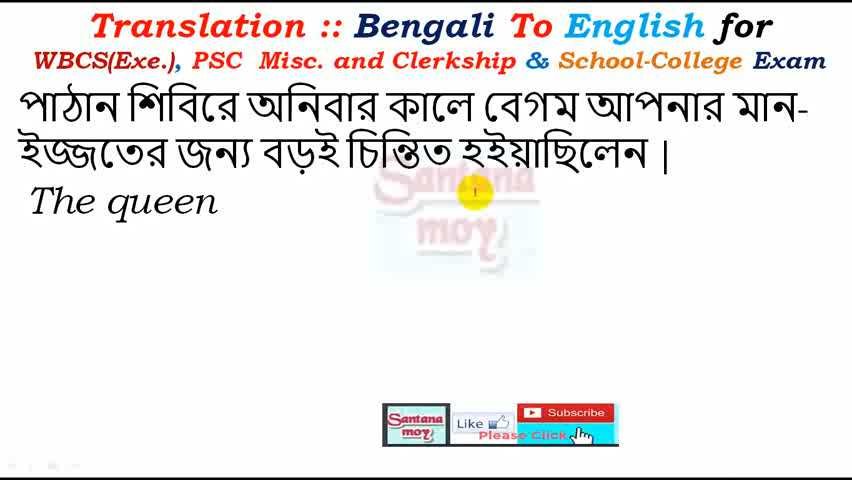 Translation :: Bengali To English for
WBCS(Exe.), PSC Misc. and Clerkship & School-College Exam
পাঠান শিবিরে অনিবার কালে বেগম আপনার মান-
ইজ্জতের জন্য বড়ই চিন্তিত হইয়াছিলেন |
The queen
Santana
moy
Santana
moy
Like
Subscribe
Please Click